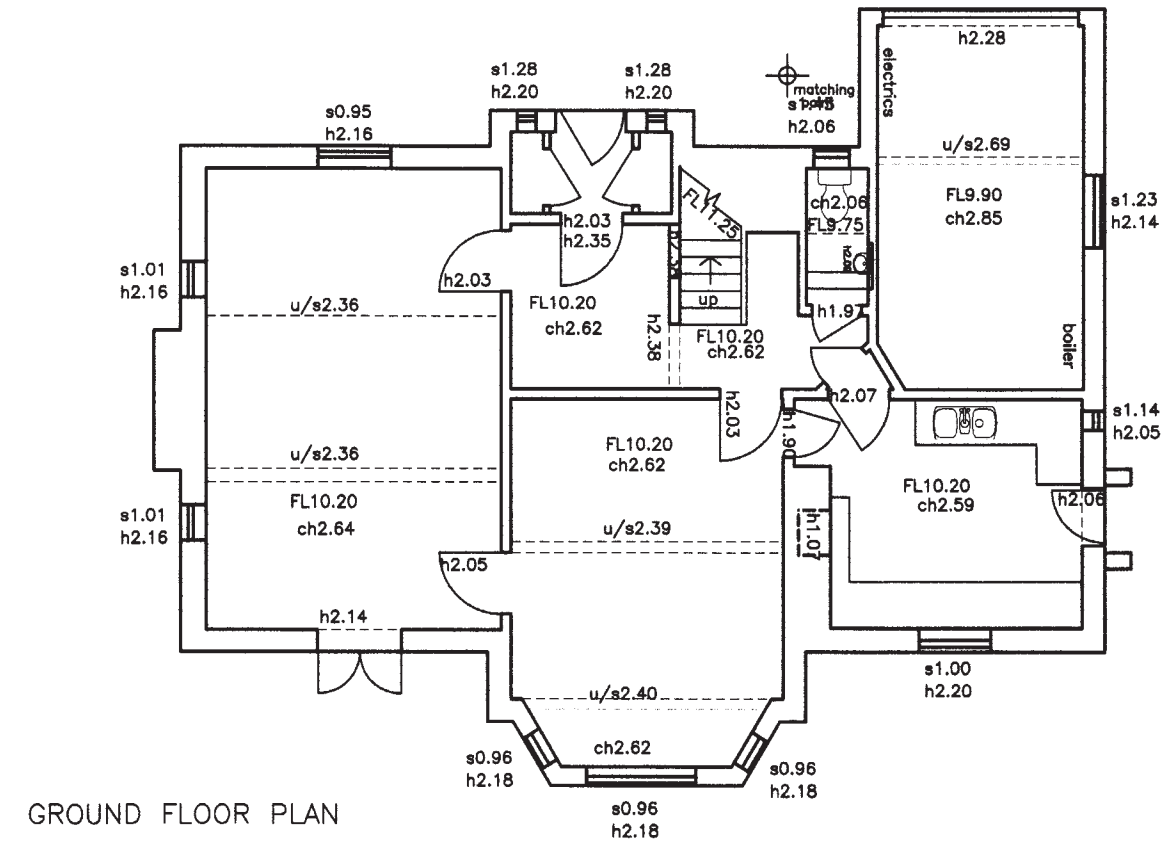 h2.28
electrics
s1.28
h2.20
s1.28
h2.20
matching
point
h2.06
s0.95
h2.16
u/s2.69
FL9.90
ch2.85
s1.23
h2.14
ch2.06
FL9.75
FL11.25
h2.03
h2.35
s1.01
h2.16
h2.03
up
FL10.20
ch2.62
u/s2.36
h2.38
FL10.20
ch2.62
h1.97
boiler
h2.07
h2.03
h1.90
s1.14
h2.05
FL10.20
ch2.62
u/s2.36
FL10.20
ch2.64
s1.01
h2.16
FL10.20
ch2.59
h2.06
u/s2.39
h1.07
h2.05
h2.14
s1.00
h2.20
u/s2.40
ch2.62
s0.96
h2.18
s0.96
h2.18
s0.96
h2.18
GROUND FLOOR PLAN